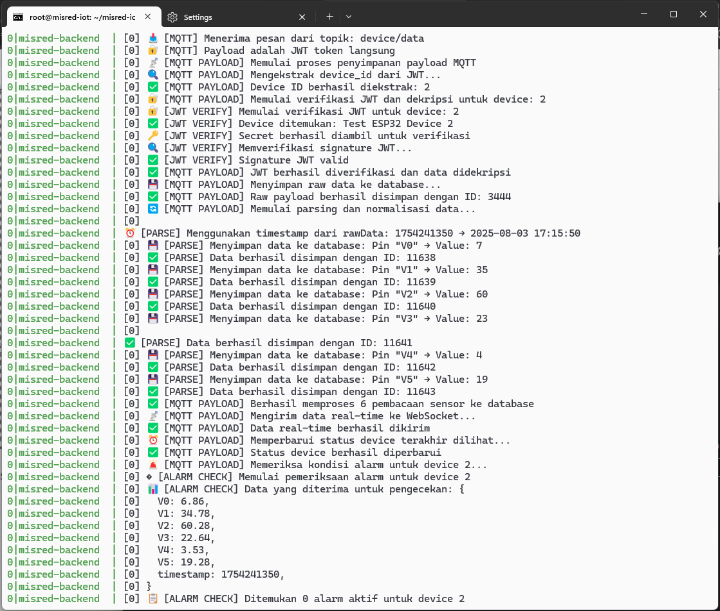 root@misred-iot: ~/misred-ic
Settings
0|misred-backend | [0] 📥 [MQTT] Menerima pesan dari topik: device/data
0|misred-backend | [0] 🔐 [MQTT] Payload adalah JWT token langsung
0|misred-backend | [0] [MQTT PAYLOAD] Memulai proses penyimpanan payload MQTT
0|misred-backend | [0] 🔍 [MQTT PAYLOAD] Mengekstrak device_id dari JWT...
0|misred-backend | [0] ✅ [MQTT PAYLOAD] Device ID berhasil diekstrak: 2
0|misred-backend | [0] 🔐 [MQTT PAYLOAD] Memulai verifikasi JWT dan dekripsi untuk device: 2
0|misred-backend | [0] 🔐 [JWT VERIFY] Memulai verifikasi JWT untuk device: 2
0|misred-backend | [0] ✅ [JWT VERIFY] Device ditemukan: Test ESP32 Device 2
0|misred-backend | [0] 🔑 [JWT VERIFY] Secret berhasil diambil untuk verifikasi
0|misred-backend | [0] 🔍 [JWT VERIFY] Memverifikasi signature JWT...
0|misred-backend | [0] ✅ [JWT VERIFY] Signature JWT valid
0|misred-backend | [0] ✅ [MQTT PAYLOAD] JWT berhasil diverifikasi dan data didekripsi
0|misred-backend | [0] 💾 [MQTT PAYLOAD] Menyimpan raw data ke database...
0|misred-backend | [0] ✅ [MQTT PAYLOAD] Raw payload berhasil disimpan dengan ID: 3444
0|misred-backend | [0] 🔄 [MQTT PAYLOAD] Memulai parsing dan normalisasi data...
0|misred-backend | [0]
0|misred-backend | ⏰ [PARSE] Menggunakan timestamp dari rawData: 1754241350 → 2025-08-03 17:15:50
0|misred-backend | [0] 💾 [PARSE] Menyimpan data ke database: Pin "V0" → Value: 7
0|misred-backend | [0] ✅ [PARSE] Data berhasil disimpan dengan ID: 11638
0|misred-backend | [0] 💾 [PARSE] Menyimpan data ke database: Pin "V1" → Value: 35
0|misred-backend | [0] ✅ [PARSE] Data berhasil disimpan dengan ID: 11639
0|misred-backend | [0] 💾 [PARSE] Menyimpan data ke database: Pin "V2" → Value: 60
0|misred-backend | [0] ✅ [PARSE] Data berhasil disimpan dengan ID: 11640
0|misred-backend | [0] 💾 [PARSE] Menyimpan data ke database: Pin "V3" → Value: 23
0|misred-backend | [0]
0|misred-backend | ✅ [PARSE] Data berhasil disimpan dengan ID: 11641
0|misred-backend | [0] 💾 [PARSE] Menyimpan data ke database: Pin "V4" → Value: 4
0|misred-backend | [0] ✅ [PARSE] Data berhasil disimpan dengan ID: 11642
0|misred-backend | [0] 💾 [PARSE] Menyimpan data ke database: Pin "V5" → Value: 19
0|misred-backend | [0] ✅ [PARSE] Data berhasil disimpan dengan ID: 11643
0|misred-backend | [0] ✅ [MQTT PAYLOAD] Berhasil memproses 6 pembacaan sensor ke database
0|misred-backend | [0] [MQTT PAYLOAD] Mengirim data real-time ke WebSocket...
0|misred-backend | [0] ✅ [MQTT PAYLOAD] Data real-time berhasil dikirim
0|misred-backend | [0] ⏰ [MQTT PAYLOAD] Memperbarui status device terakhir dilihat...
0|misred-backend | [0] ✅ [MQTT PAYLOAD] Status device berhasil diperbarui
0|misred-backend | [0] 🚨 [MQTT PAYLOAD] Memeriksa kondisi alarm untuk device 2...
0|misred-backend | [0] � [ALARM CHECK] Memulai pemeriksaan alarm untuk device 2
0|misred-backend | [0] 📊 [ALARM CHECK] Data yang diterima untuk pengecekan: {
0|misred-backend | [0] V0: 6.86,
0|misred-backend | [0] V1: 34.78,
0|misred-backend | [0] V2: 60.28,
0|misred-backend | [0] V3: 22.64,
0|misred-backend | [0] V4: 3.53,
0|misred-backend | [0] V5: 19.28,
0|misred-backend | [0] timestamp: 1754241350,
0|misred-backend | [0] }
0|misred-backend | [0] 📋 [ALARM CHECK] Ditemukan 0 alarm aktif untuk device 2